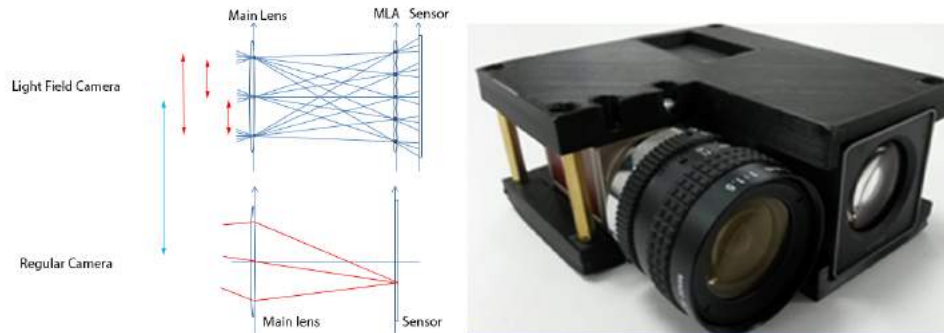 Main Lens
MLA
Sensor
Light Field Camera
Regular Camera
Main lens
Sensor